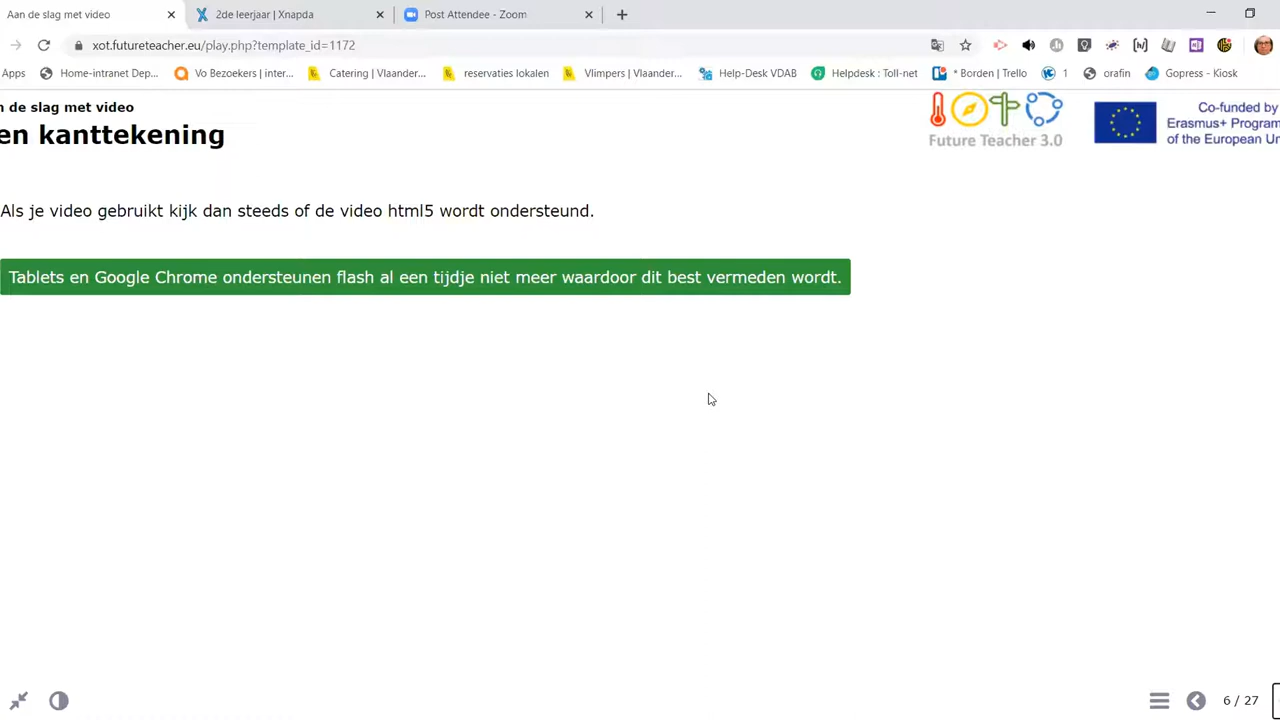 Aan de slag met video
2de leerjaar | Xnapda
Post Attendee - Zoom
xot.futureteacher.eu/play.php?template_id=1172
Apps
Home-intranet Dep...
Vo Bezoekers | inter...
Catering | Vlaander...
reservaties lokalen
Vlimpers | Vlaander...
Help-Desk VDAB
Helpdesk : Toll-net
* Borden | Trello
1
orafin
Gopress - Kiosk
n de slag met video
en kanttekening
Future Teacher 3.0
Co-funded by
Erasmus+ Program
of the European Un
Als je video gebruikt kijk dan steeds of de video html5 wordt ondersteund.
Tablets en Google Chrome ondersteunen flash al een tijdje niet meer waardoor dit best vermeden wordt.
6 / 27